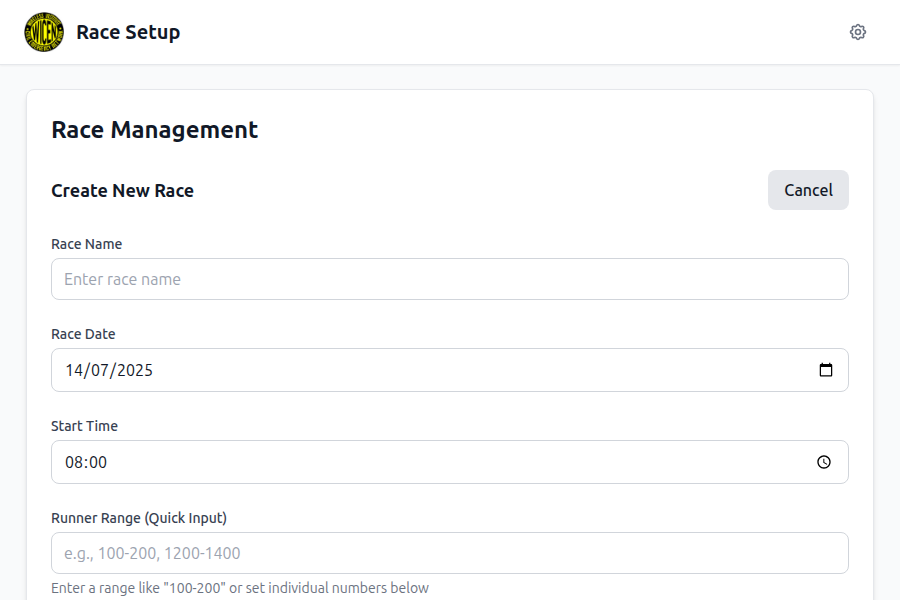 WICEN
Race Setup
Race Management
Create New Race
Cancel
Race Name
Enter race name
Race Date
14/07/2025
Start Time
08:00
Runner Range (Quick Input)
e.g., 100-200, 1200-1400
Enter a range like "100-200" or set individual numbers below